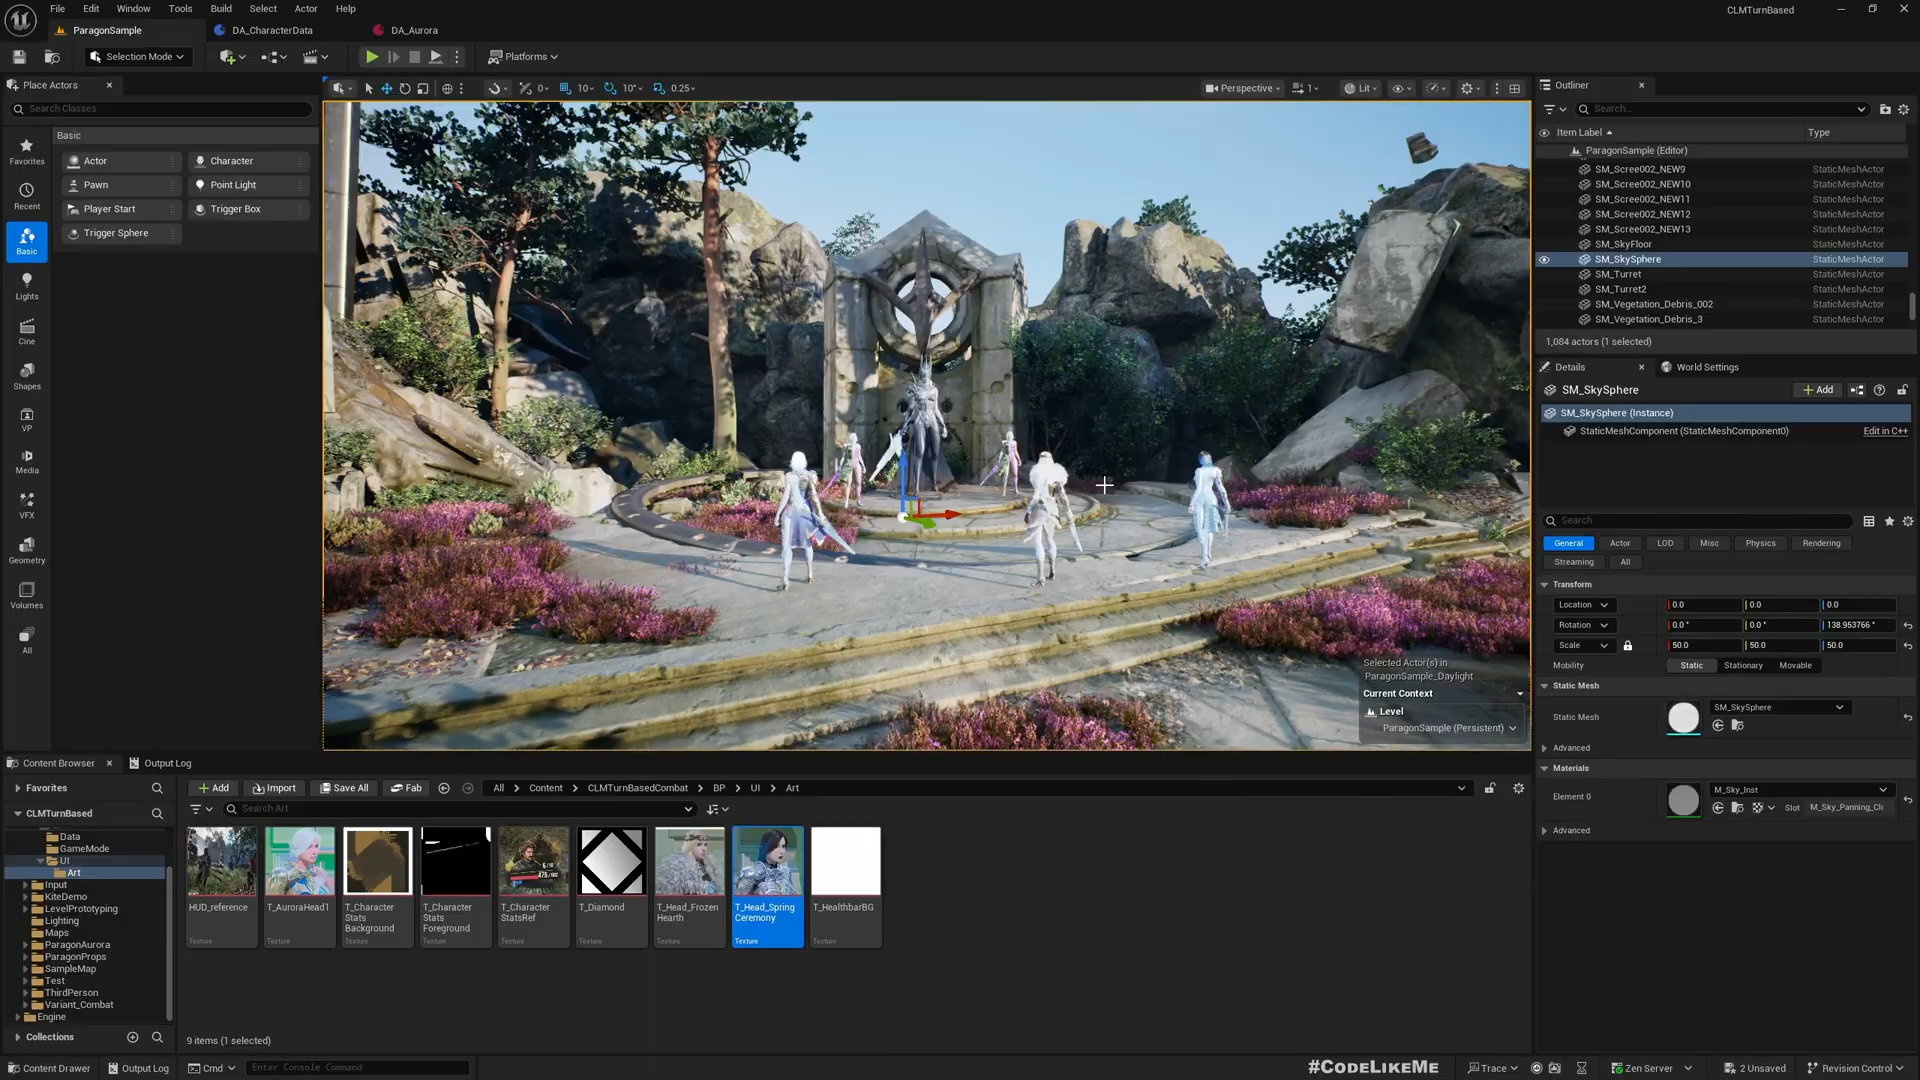 File Edit Window Tools Build Select Actor Help
CLMTurnBased
ParagonSample DA_CharacterData DA_Aurora
Selection Mode Platforms
Place Actors
Search Classes
Favorites
Recent
Basic
Lights
Cine
Shapes
VP
Media
VFX
Geometry
Volumes
All
Basic
Actor Character
Pawn Point Light
Player Start Trigger Box
Trigger Sphere
0 10 10° 0.25 Perspective 1 Lit
Selected Actor(s) in
ParagonSample_Daylight
Current Context
Level
ParagonSample (Persistent)
Outliner
Search...
Item Label Type
ParagonSample (Editor)
SM_Scree002_NEW9 StaticMeshActor
SM_Scree002_NEW10 StaticMeshActor
SM_Scree002_NEW11 StaticMeshActor
SM_Scree002_NEW12 StaticMeshActor
SM_Scree002_NEW13 StaticMeshActor
SM_SkyFloor StaticMeshActor
SM_SkySphere StaticMeshActor
SM_Turret StaticMeshActor
SM_Turret2 StaticMeshActor
SM_Vegetation_Debris_002 StaticMeshActor
SM_Vegetation_Debris_3 StaticMeshActor
1,084 actors (1 selected)
Details World Settings
SM_SkySphere Add
SM_SkySphere (Instance)
StaticMeshComponent (StaticMeshComponent0) Edit in C++
Search
General Actor LOD Misc Physics Rendering
Streaming All
Transform
Location 0.0 0.0 0.0
Rotation 0.0° 0.0° 138.953766°
Scale 50.0 50.0 50.0
Mobility Static Stationary Movable
Static Mesh
Static Mesh SM_SkySphere
Advanced
Materials
Element 0 M_Sky_Inst
Slot M_Sky_Panning_Clo
Advanced
Content Browser Output Log
Favorites
CLMTurnBased
Data
GameMode
UI
Art
Input
KiteDemo
LevelPrototyping
Lighting
Maps
ParagonAurora
ParagonProps
SampleMap
Test
ThirdPerson
Variant_Combat
Engine
Collections
Add Import Save All Fab All Content CLMTurnBasedCombat BP UI Art
Search Art
HUD_reference
Texture
T_AuroraHead1
Texture
T_Character
Stats
Background
Texture
T_Character
Stats
Foreground
Texture
T_Character
StatsRef
Texture
T_Diamond
Texture
T_Head_Frozen
Hearth
Texture
T_Head_Spring
Ceremony
Texture
T_HealthbarBG
Texture
9 items (1 selected)
Content Drawer Output Log Cmd Enter Console Command
#CODELIKEME
Trace Zen Server 2 Unsaved Revision Control